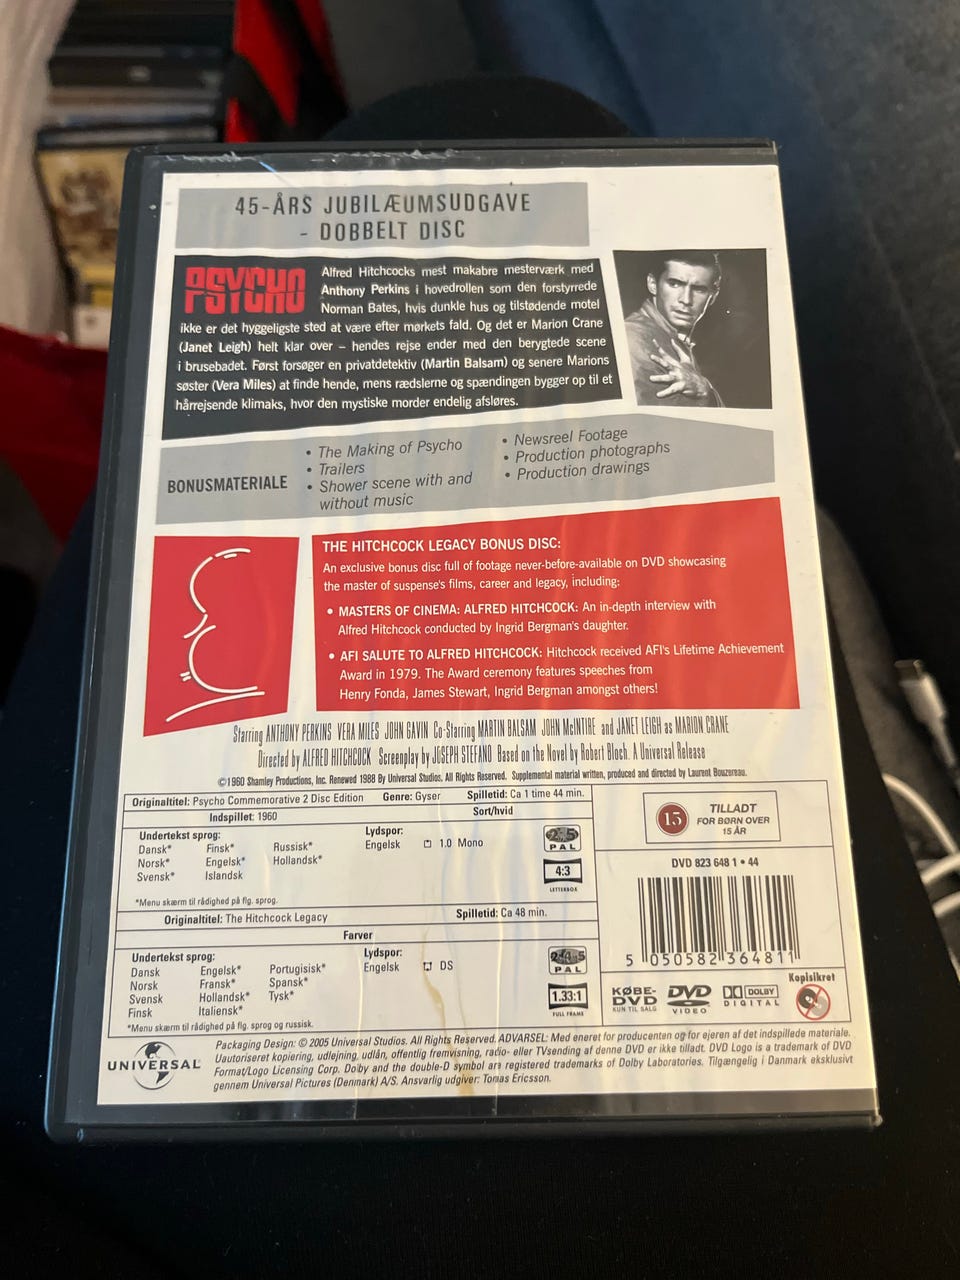 45-ÅRS JUBILÆUMSUDGAVE
- DOBBELT DISC
PSYCHO
Alfred Hitchcocks mest makabre mesterværk med
Anthony Perkins i hovedrollen som den forstyrrede
Norman Bates, hvis dunkle hus og tilstødende motel
ikke er det hyggeligste sted at være efter mørkets fald. Og det er Marion Crane
(Janet Leigh) helt klar over – hendes rejse ender med den berygtede scene
i brusebadet. Først forsøger en privatdetektiv (Martin Balsam) og senere Marions
søster (Vera Miles) at finde hende, mens rædslerne og spændingen bygger op til et
hårrejsende klimaks, hvor den mystiske morder endelig afsløres.
BONUSMATERIALE
• The Making of Psycho
• Trailers
• Shower scene with and
without music
• Newsreel Footage
• Production photographs
• Production drawings
THE HITCHCOCK LEGACY BONUS DISC:
An exclusive bonus disc full of footage never-before-available on DVD showcasing
the master of suspense's films, career and legacy, including:
• MASTERS OF CINEMA: ALFRED HITCHCOCK: An in-depth interview with
Alfred Hitchcock conducted by Ingrid Bergman's daughter.
• AFI SALUTE TO ALFRED HITCHCOCK: Hitchcock received AFI's Lifetime Achievement
Award in 1979. The Award ceremony features speeches from
Henry Fonda, James Stewart, Ingrid Bergman amongst others!
Starring ANTHONY PERKINS VERA MILES JOHN GAVIN Co-Starring MARTIN BALSAM JOHN McINTIRE and JANET LEIGH as MARION CRANE
Directed by ALFRED HITCHCOCK Screenplay by JOSEPH STEFANO Based on the Novel by Robert Bloch. A Universal Release
©1960 Shamley Productions, Inc. Renewed 1988 By Universal Studios. All Rights Reserved. Supplemental material written, produced and directed by Laurent Bouzereau.
Originaltitel: Psycho Commemorative 2 Disc Edition Genre: Gyser Spilletid: Ca 1 time 44 min.
Indspillet: 1960 Sort/hvid
Undertekst sprog: Lydspor:
Dansk* Finsk* Russisk* Engelsk 1.0 Mono
Norsk* Engelsk* Hollandsk*
Svensk* Islandsk
2 5
PAL
4:3
LETTERBOX
*Menu skærm til rådighed på flg. sprog.
Originaltitel: The Hitchcock Legacy Spilletid: Ca 48 min.
Farver
Undertekst sprog: Lydspor:
Dansk Engelsk* Portugisisk* Engelsk DS
Norsk Fransk* Spansk*
Svensk Hollandsk* Tysk*
Finsk Italiensk*
2 4 5
PAL
1.33:1
FULL FRAME
*Menu skærm til rådighed på flg. sprog og russisk.
15
TILLADT
FOR BØRN OVER
15 ÅR
DVD 823 648 1 • 44
5 050582 364811
KØBE-
DVD
KUN TIL SALG
DVD
VIDEO
DOLBY
DIGITAL
Kopisikret
UNIVERSAL
Packaging Design: © 2005 Universal Studios. All Rights Reserved. ADVARSEL: Med eneret for producenten og for ejeren af det indspillede materiale.
Uautoriseret kopiering, udlejning, udlån, offentlig fremvisning, radio- eller TVsending af denne DVD er ikke tilladt. DVD Logo is a trademark of DVD
Format/Logo Licensing Corp. Dolby and the double-D symbol are registered trademarks of Dolby Laboratories. Tilgængelig i Danmark eksklusivt
gennem Universal Pictures (Denmark) A/S. Ansvarlig udgiver: Tomas Ericsson.